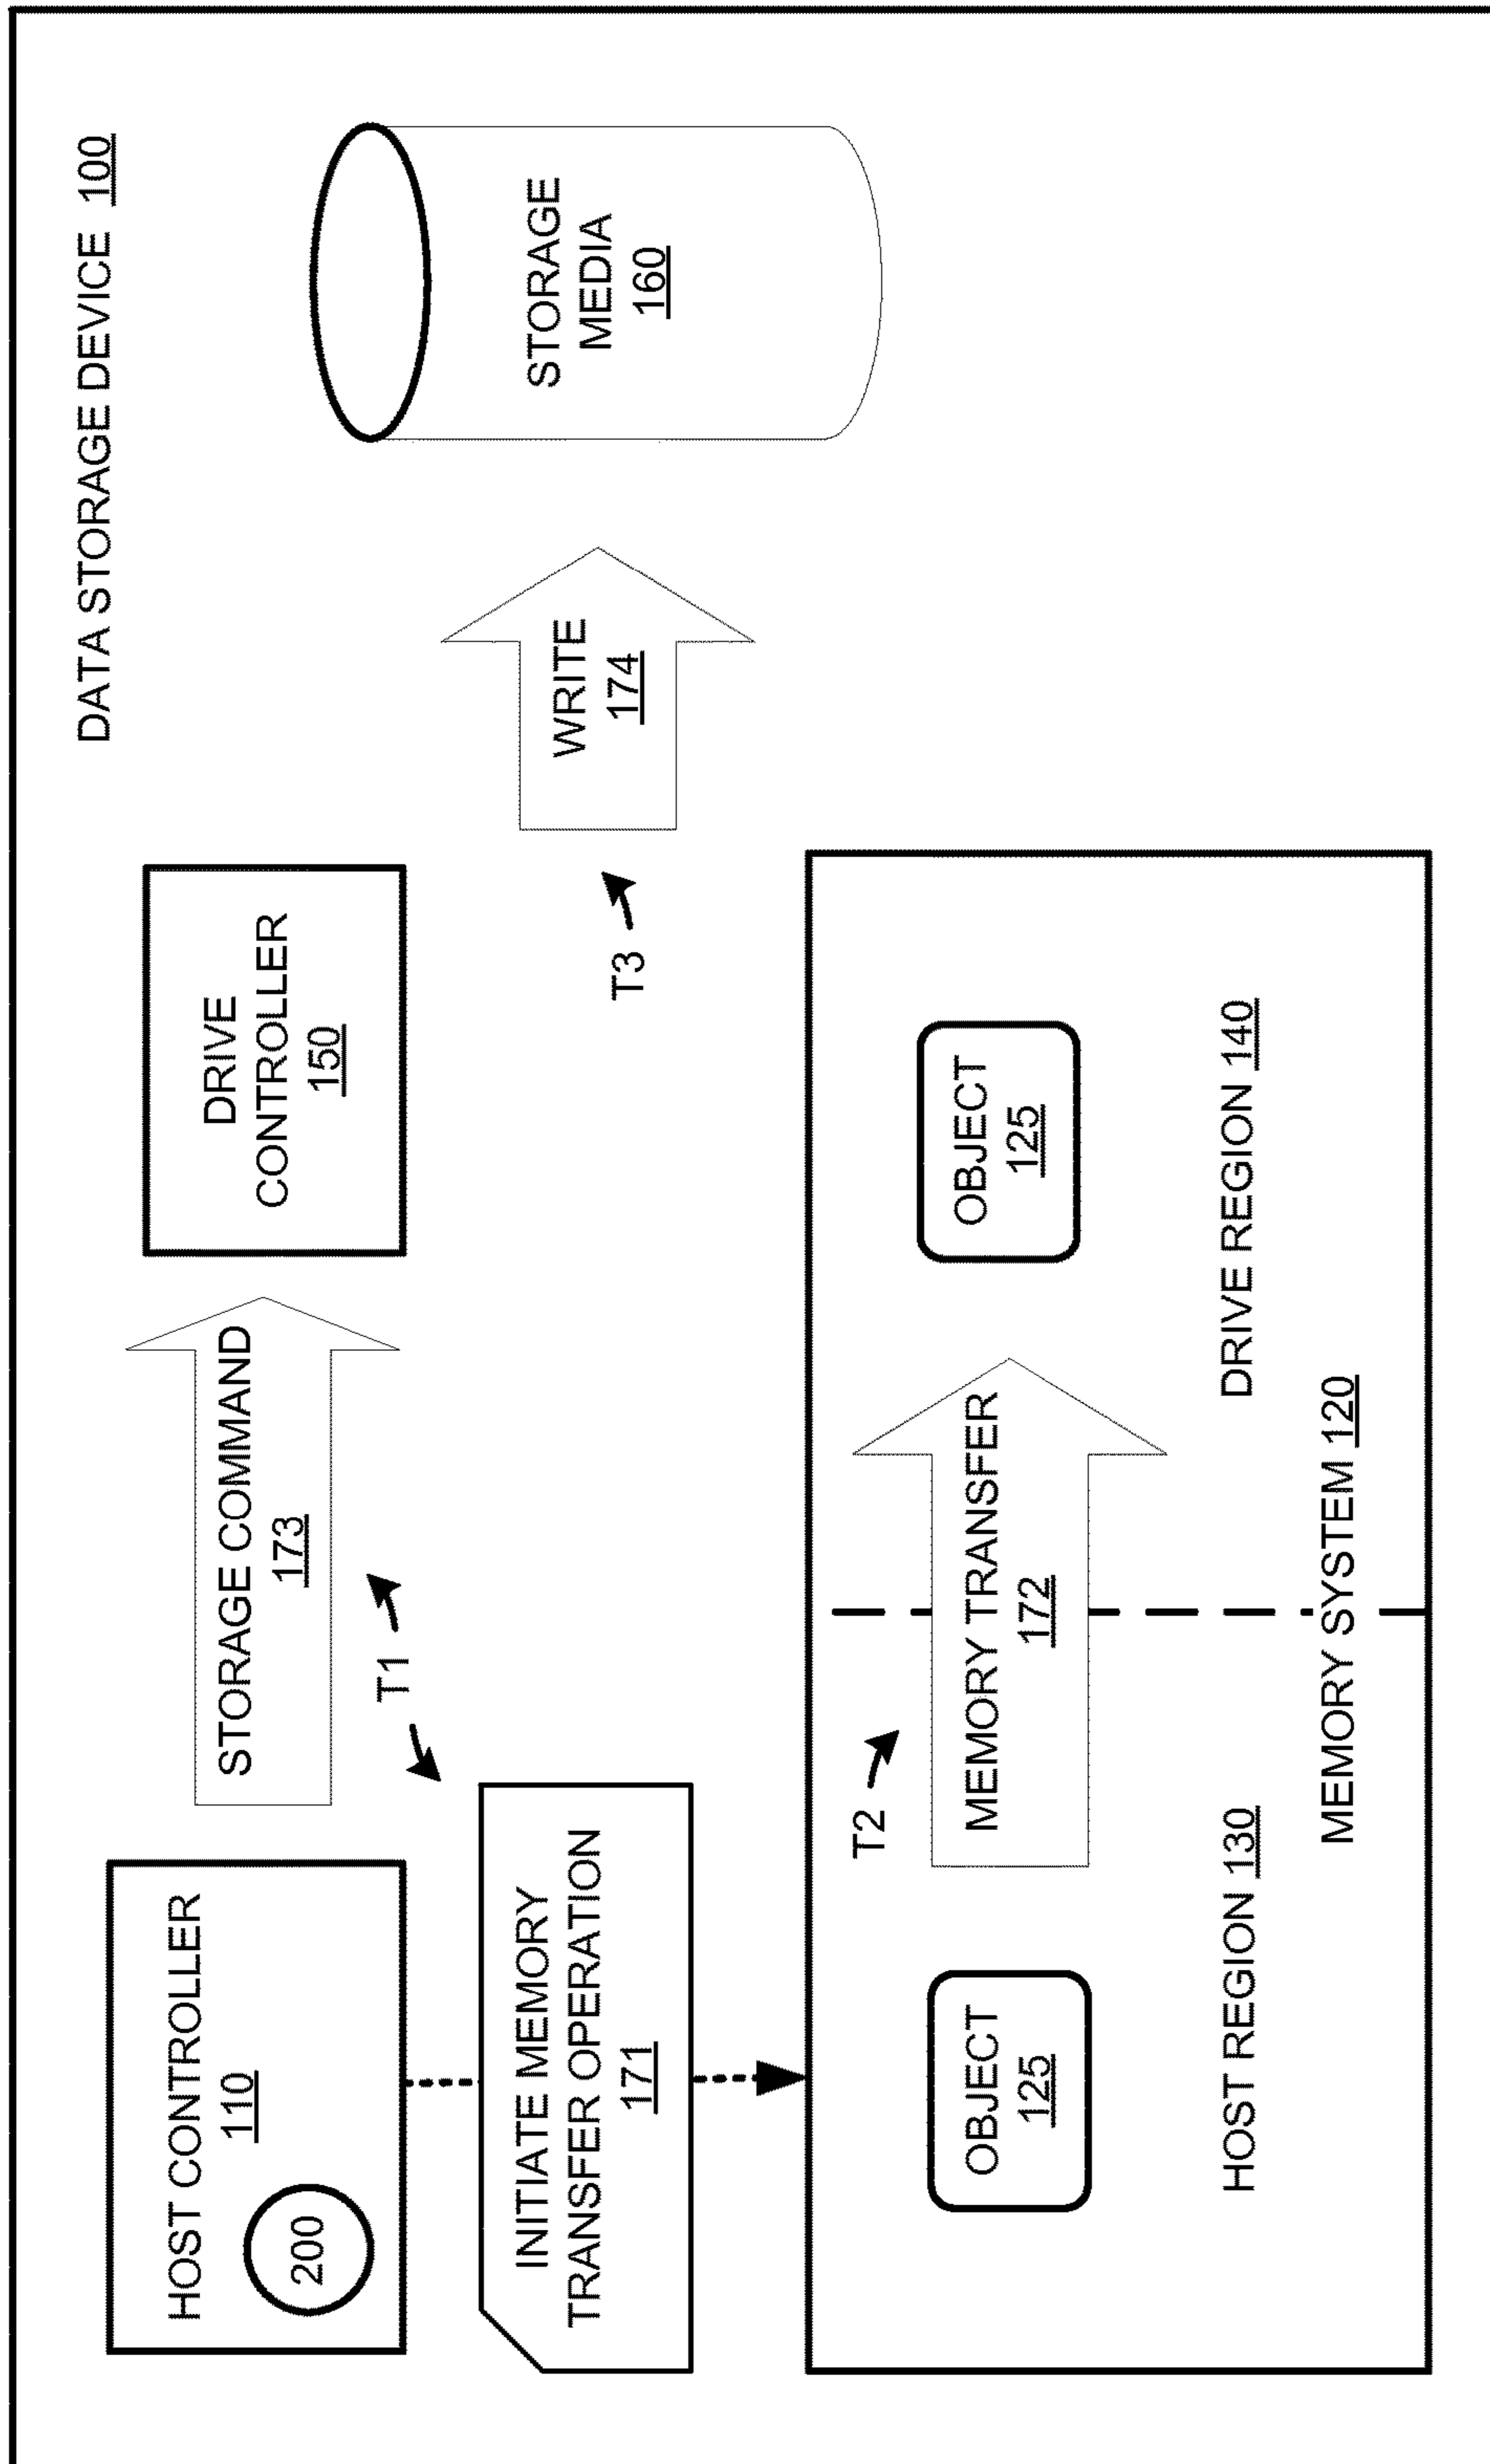 DATA STORAGE DEVICE 100
HOST CONTROLLER
110
200
STORAGE COMMAND
173
DRIVE
CONTROLLER
150
T1
INITIATE MEMORY
TRANSFER OPERATION
171
T3
WRITE
174
STORAGE
MEDIA
160
T2
OBJECT
125
MEMORY TRANSFER
172
OBJECT
125
HOST REGION 130
DRIVE REGION 140
MEMORY SYSTEM 120